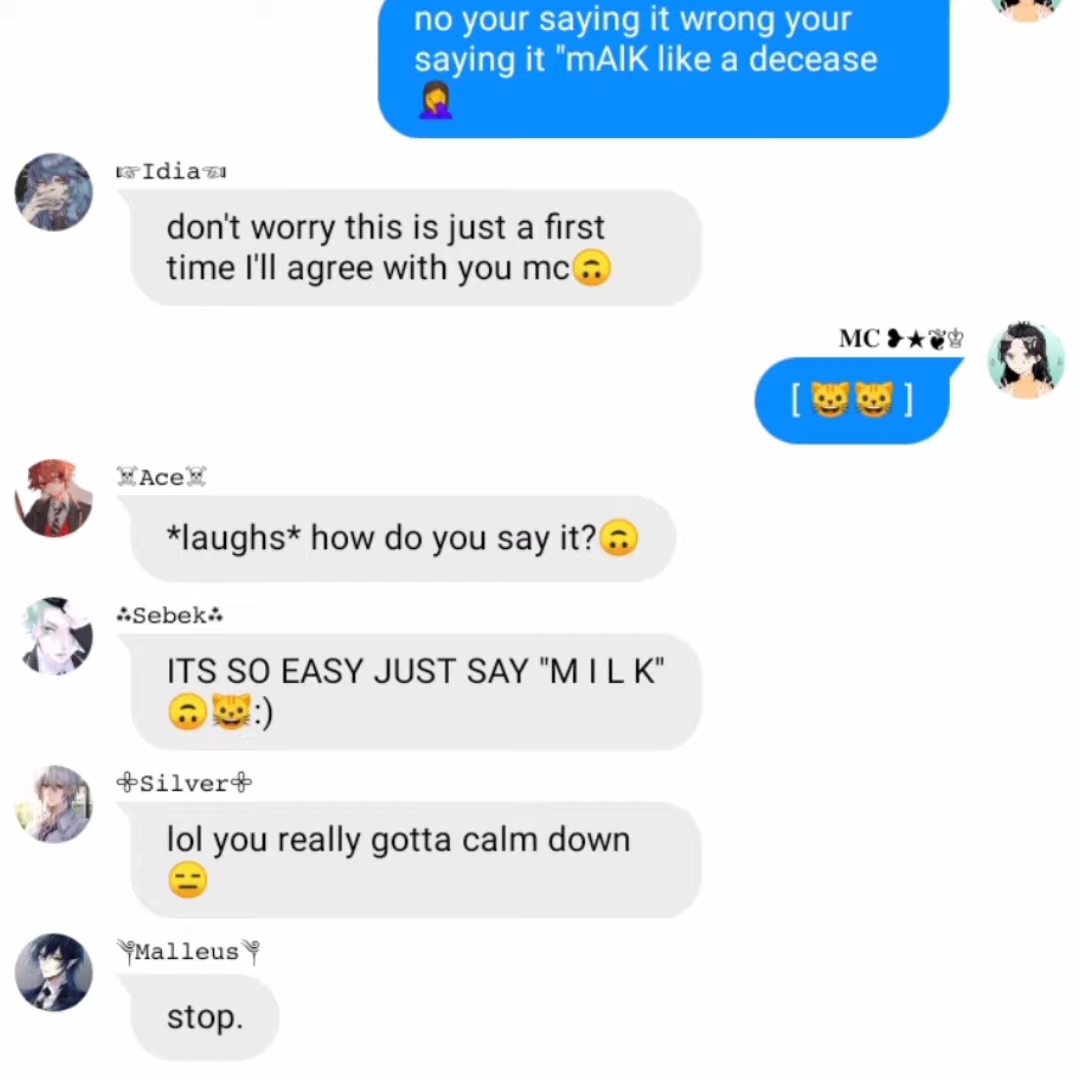 no your saying it wrong your
saying it "mAlK like a decease
🤦‍♀️
☞Idia☜
don't worry this is just a first
time I'll agree with you mc🙃
MC ❥★❦♔
[ 😺😺 ]
☠Ace☠
*laughs* how do you say it?🙃
⁂Sebek⁂
ITS SO EASY JUST SAY "M I L K"
🙃😺:)
✤Silver✤
lol you really gotta calm down
😑
༆Malleus༆
stop.